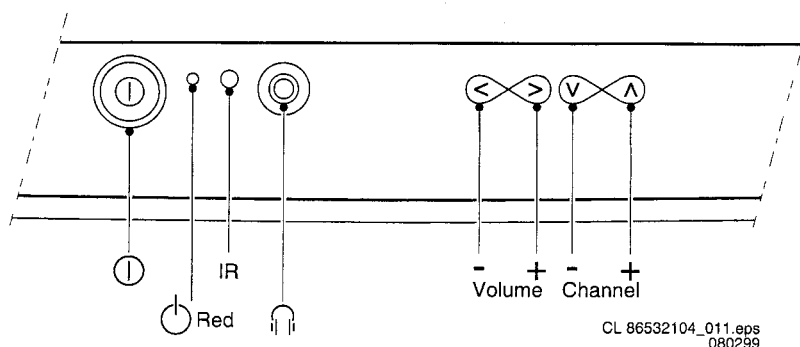 < > v ʌ
IR
- + - +
Volume Channel
Red
CL 86532104_011.eps
080299